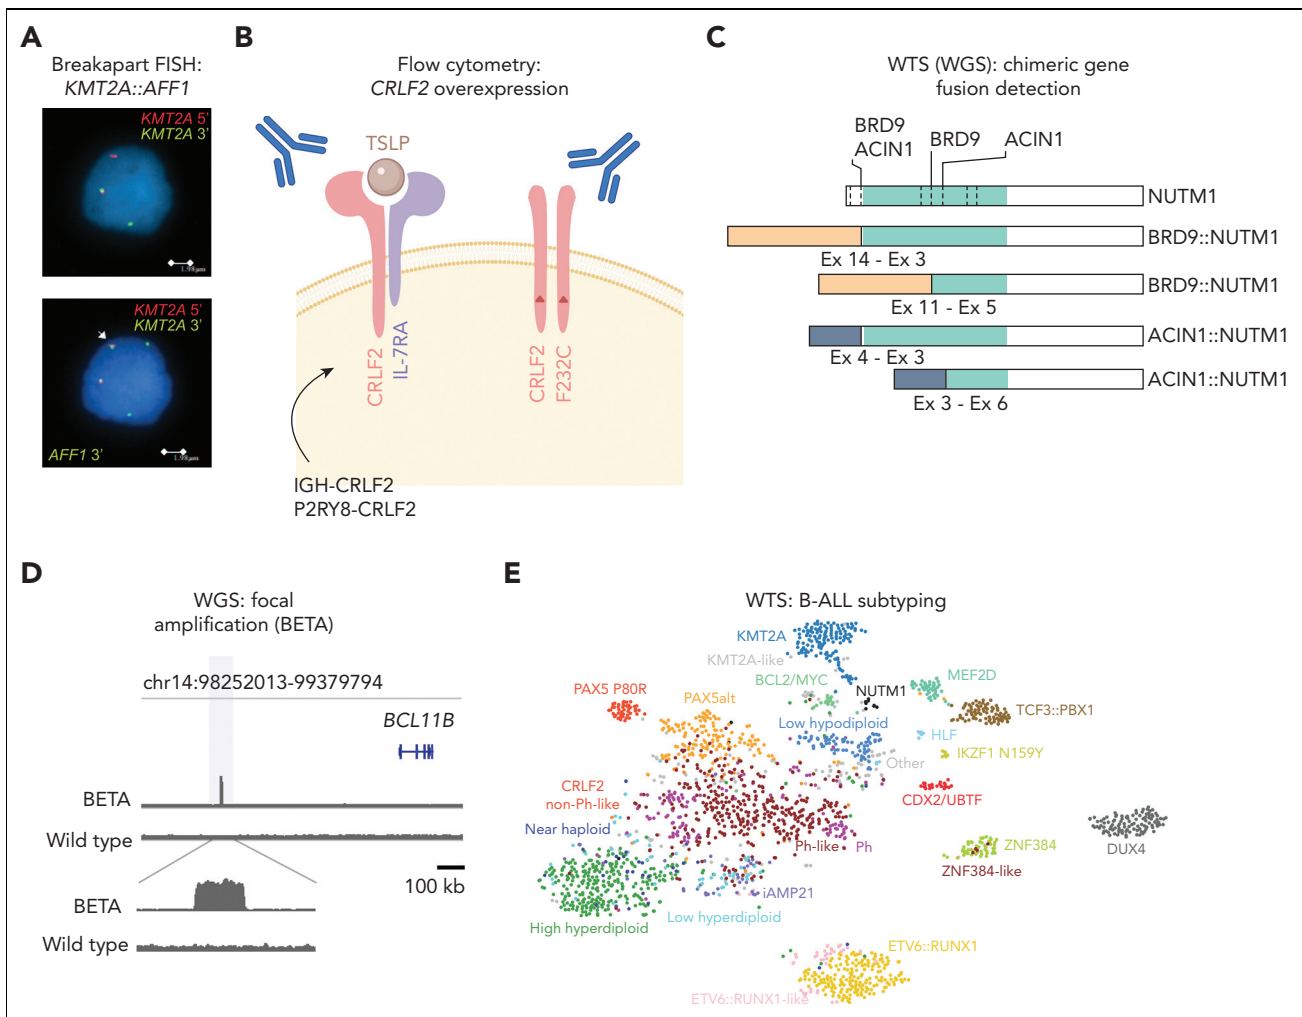 A
Breakapart FISH:
KMT2A::AFF1
KMT2A 5'
KMT2A 3'
1.98µm
KMT2A 5'
KMT2A 3'
AFF1 3'
1.98µm
B
Flow cytometry:
CRLF2 overexpression
TSLP
CRLF2
IL-7RA
CRLF2
F232C
IGH-CRLF2
P2RY8-CRLF2
C
WTS (WGS): chimeric gene
fusion detection
BRD9
ACIN1
BRD9
ACIN1
NUTM1
BRD9::NUTM1
Ex 14 - Ex 3
BRD9::NUTM1
Ex 11 - Ex 5
ACIN1::NUTM1
Ex 4 - Ex 3
ACIN1::NUTM1
Ex 3 - Ex 6
D
WGS: focal
amplification (BETA)
chr14:98252013-99379794
BCL11B
BETA
Wild type
100 kb
BETA
Wild type
E
WTS: B-ALL subtyping
KMT2A
KMT2A-like
BCL2/MYC
NUTM1
MEF2D
PAX5 P80R
PAX5alt
TCF3::PBX1
Low hypodiploid
HLF
IKZF1 N159Y
Other
CRLF2
non-Ph-like
CDX2/UBTF
Near haploid
Ph-like
Ph
ZNF384
DUX4
ZNF384-like
iAMP21
Low hyperdiploid
High hyperdiploid
ETV6::RUNX1
ETV6::RUNX1-like